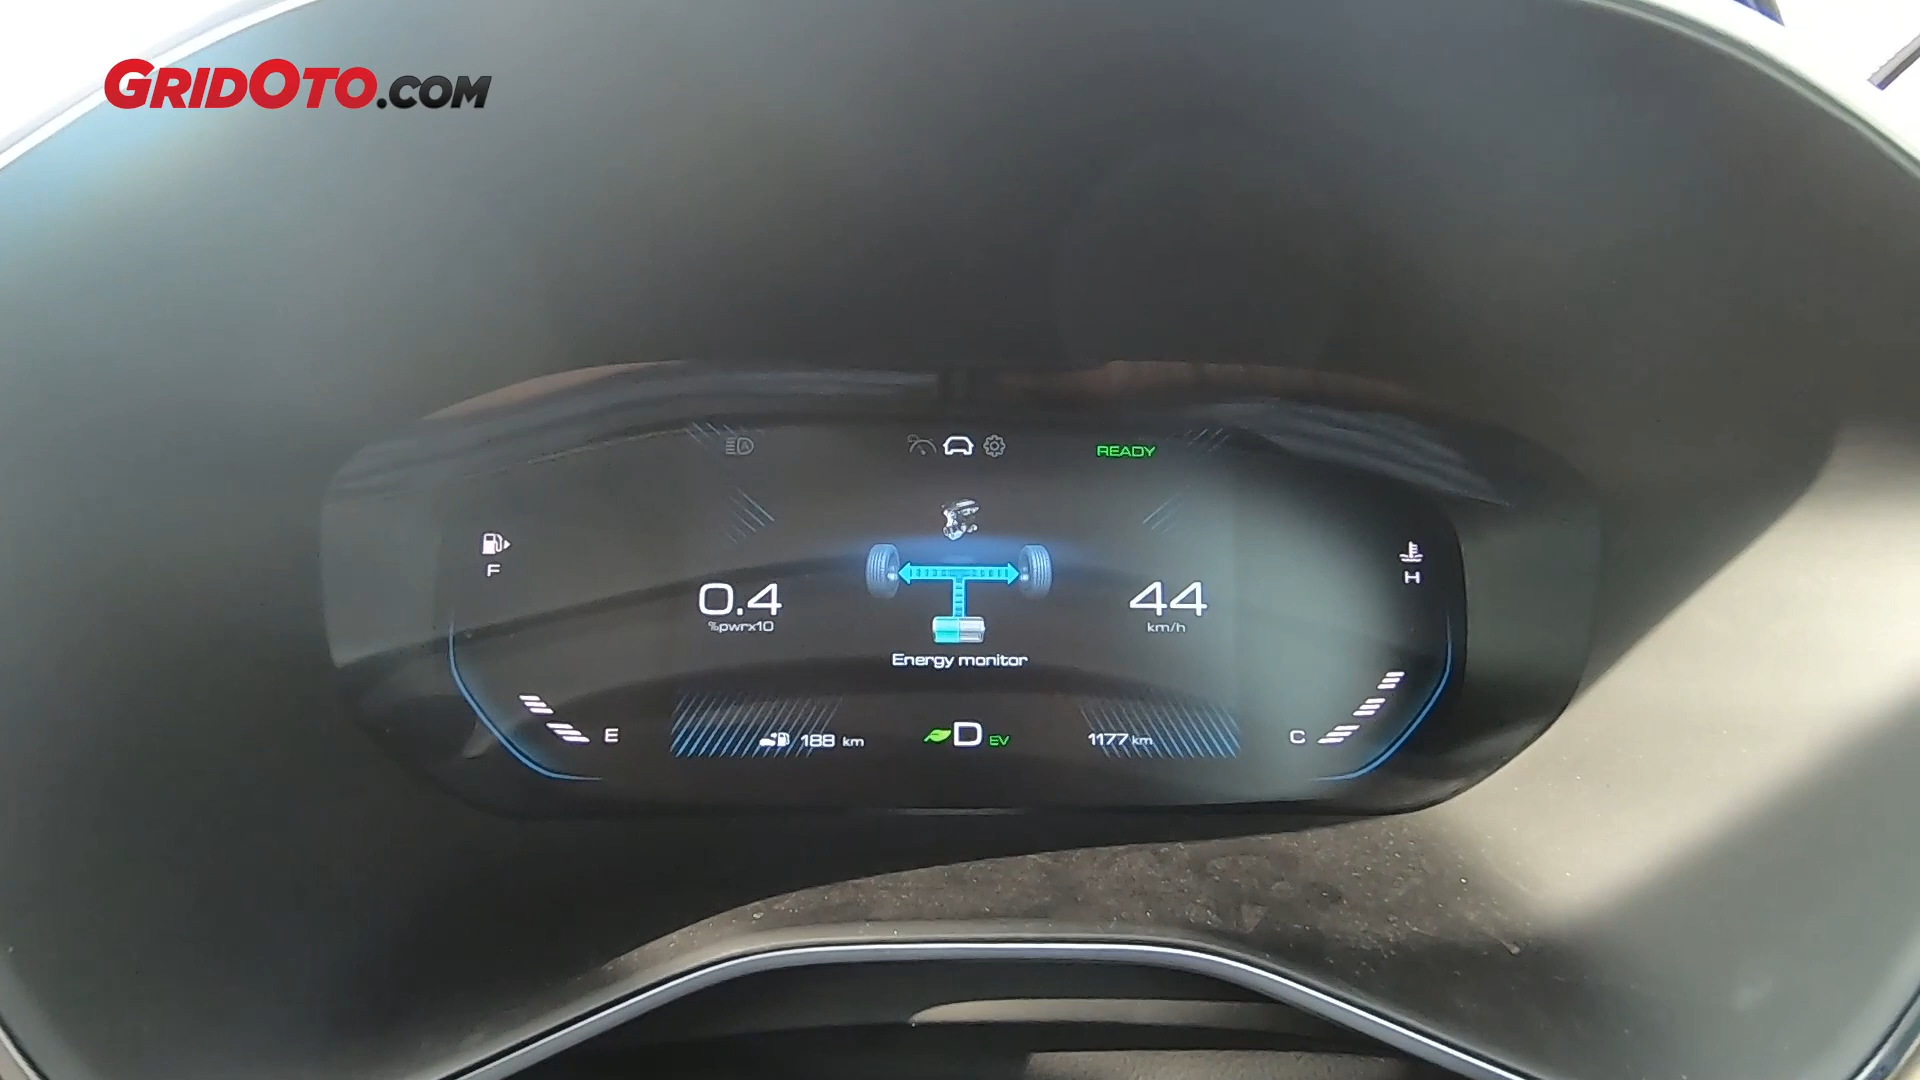 GRIDOTO.COM
READY
F
H
0.4
%pwrx10
44
km/h
Energy monitor
E
188 km
D EV
1177 km
C